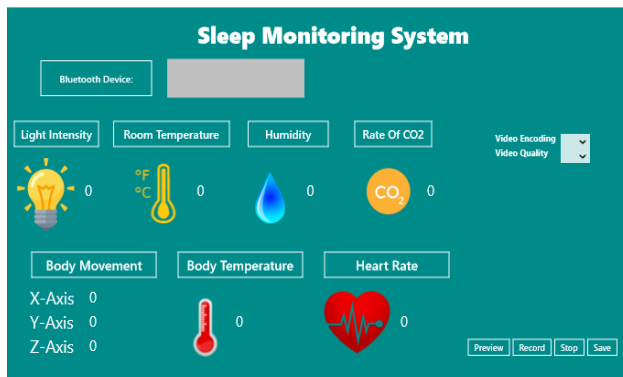 Sleep Monitoring System
Bluetooth Device:
Light Intensity
Room Temperature
Humidity
Rate Of CO2
Video Encoding
Video Quality
0
°F
°C
0
0
CO2
0
Body Movement
Body Temperature
Heart Rate
X-Axis 0
Y-Axis 0
Z-Axis 0
0
0
Preview Record Stop Save